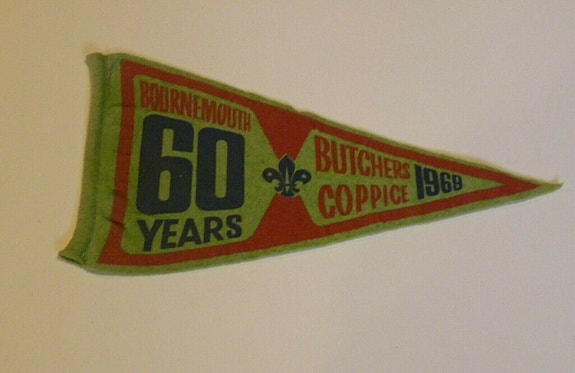 BOURNEMOUTH
60
YEARS
BUTCHERS
COPPICE
1968